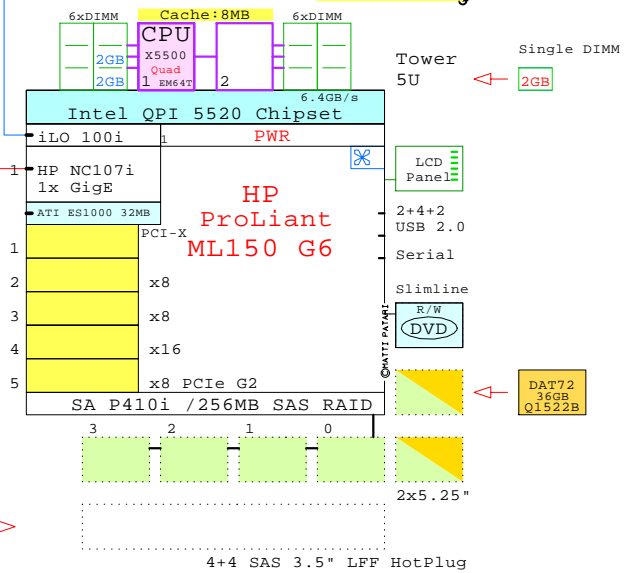 Cache:8MB
6xDIMM
6xDIMM
CPU
X5500
Quad
1 EM64T
2
2GB
2GB
6.4GB/s
Tower
5U
Single DIMM
2GB
Intel QPI 5520 Chipset
iLO 100i
1
PWR
1
HP NC107i
1x GigE
LCD
Panel
ATI ES1000 32MB
HP
ProLiant
ML150 G6
2+4+2
USB 2.0
Serial
PCI-X
1
2
x8
3
x8
4
x16
5
x8 PCIe G2
Slimline
R/W
DVD
©MATTI PATARI
DAT72
36GB
Q1522B
SA P410i /256MB SAS RAID
3
2
1
0
2x5.25"
4+4 SAS 3.5" LFF HotPlug